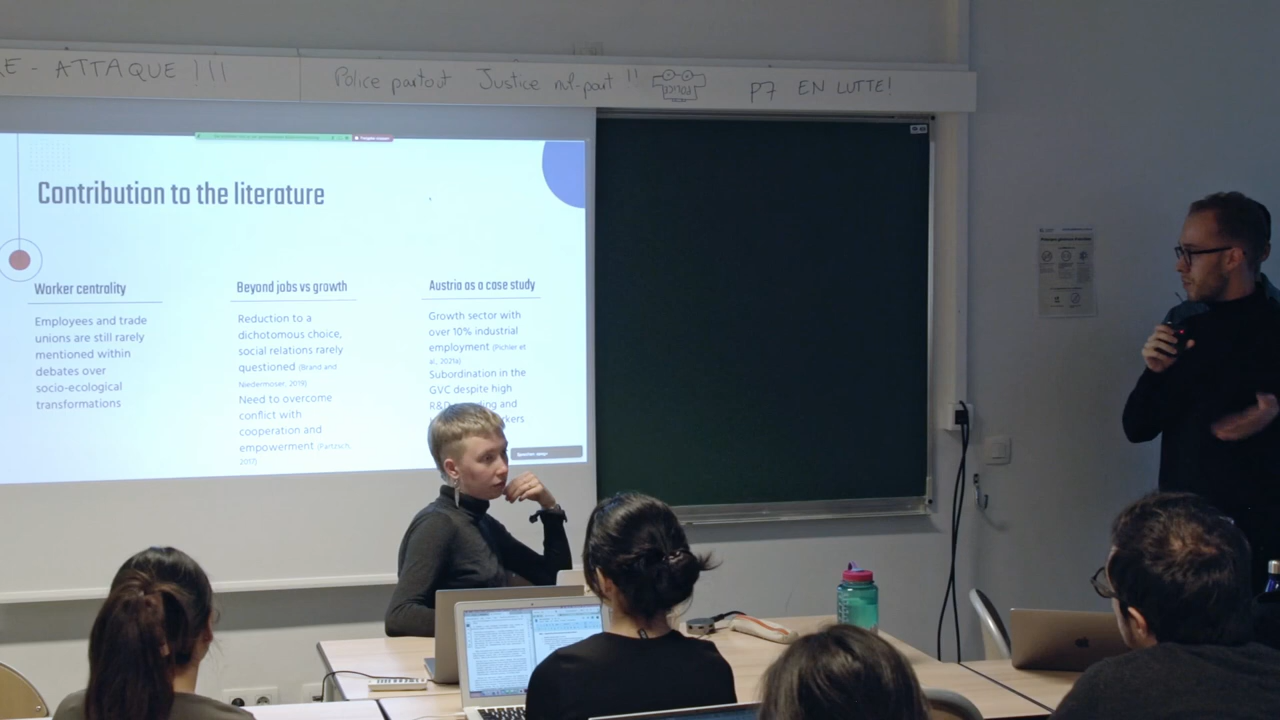 RE - ATTAQUE !!!
Police partout Justice nul-part !!
POLICE
P7 EN LUTTE!
Contribution to the literature
Worker centrality
Employees and trade
unions are still rarely
mentioned within
debates over
socio-ecological
transformations
Beyond jobs vs growth
Reduction to a
dichotomous choice,
social relations rarely
questioned (Brand and
Niedermoser, 2019)
Need to overcome
conflict with
cooperation and
empowerment (Partzsch,
2017)
Austria as a case study
Growth sector with
over 10% industrial
employment (Pichler et
al., 2021a)
Subordination in the
GVC despite high
R&D